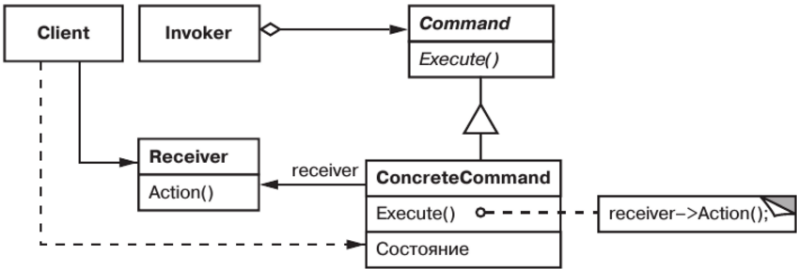 Client
Invoker
Command
Execute()
Receiver
Action()
receiver
ConcreteCommand
Execute()
receiver–>Action();
Состояние